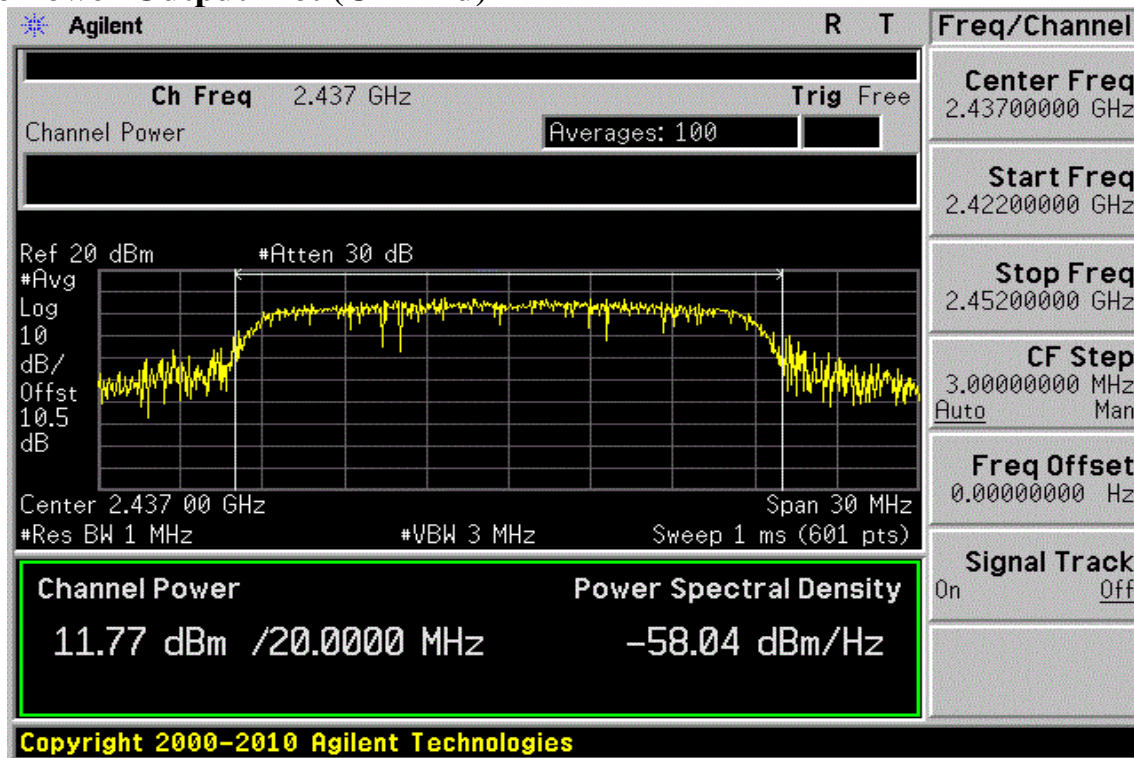 Agilent R T
Ch Freq 2.437 GHz Trig Free
Channel Power Averages: 100
Ref 20 dBm #Atten 30 dB
#Avg
Log
10
dB/
Offst
10.5
dB
Center 2.437 00 GHz Span 30 MHz
#Res BW 1 MHz #VBW 3 MHz Sweep 1 ms (601 pts)
Channel Power Power Spectral Density
11.77 dBm /20.0000 MHz -58.04 dBm/Hz
Copyright 2000-2010 Agilent Technologies
Freq/Channel
Center Freq
2.43700000 GHz
Start Freq
2.42200000 GHz
Stop Freq
2.45200000 GHz
CF Step
3.00000000 MHz
Auto Man
Freq Offset
0.00000000 Hz
Signal Track
On Off